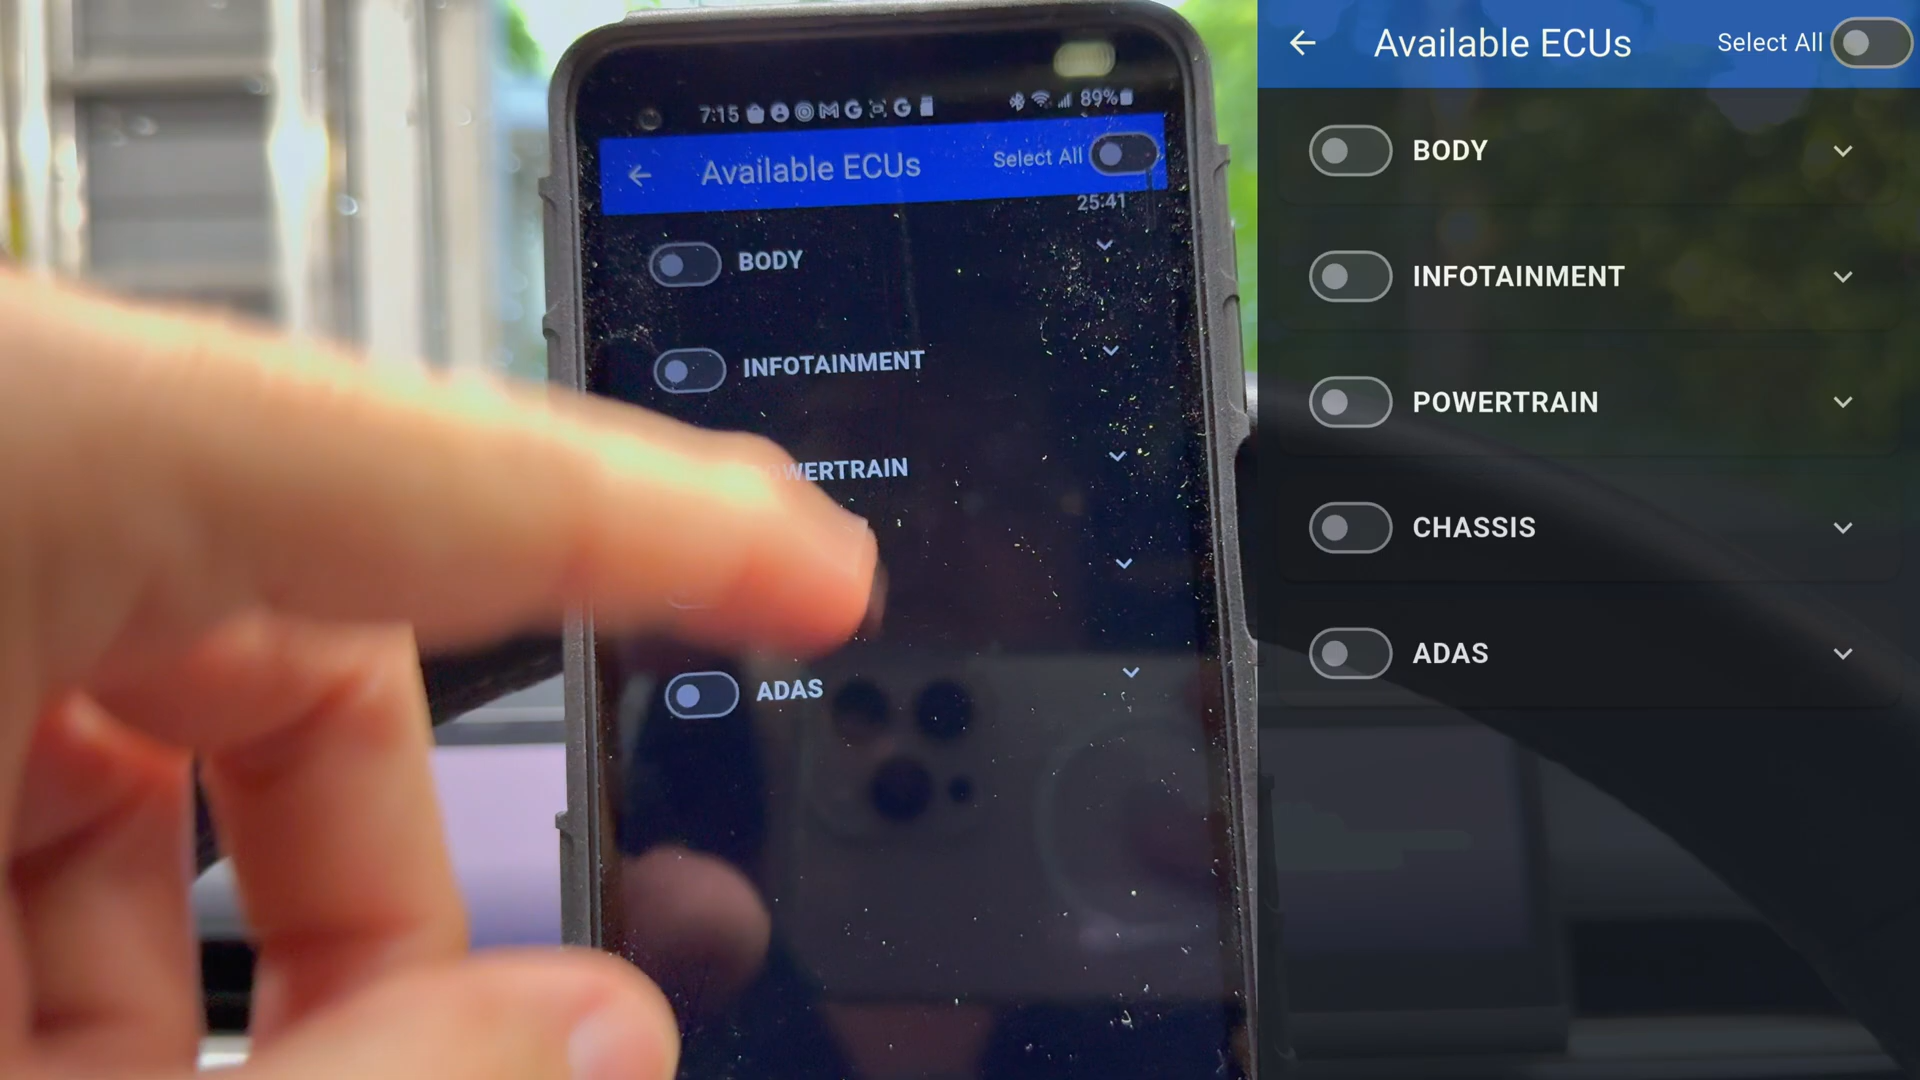 7:15
89%
Available ECUs
Select All
25:41
BODY
INFOTAINMENT
OWERTRAIN
ADAS
Available ECUs
Select All
BODY
INFOTAINMENT
POWERTRAIN
CHASSIS
ADAS